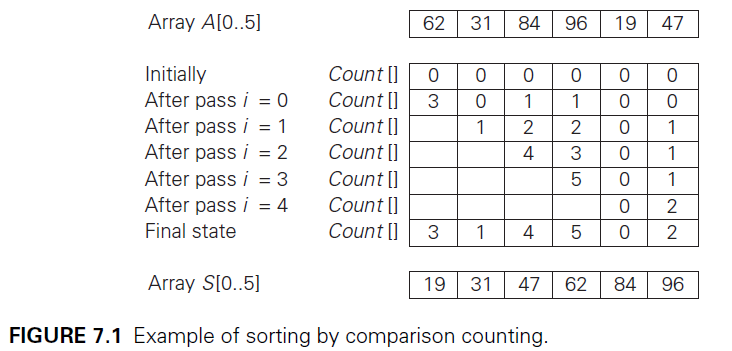 Array A[0..5] 62 31 84 96 19 47
Initially Count [] 0 0 0 0 0 0
After pass i = 0 Count [] 3 0 1 1 0 0
After pass i = 1 Count [] 1 2 2 0 1
After pass i = 2 Count [] 4 3 0 1
After pass i = 3 Count [] 5 0 1
After pass i = 4 Count [] 0 2
Final state Count [] 3 1 4 5 0 2
Array S[0..5] 19 31 47 62 84 96
FIGURE 7.1 Example of sorting by comparison counting.